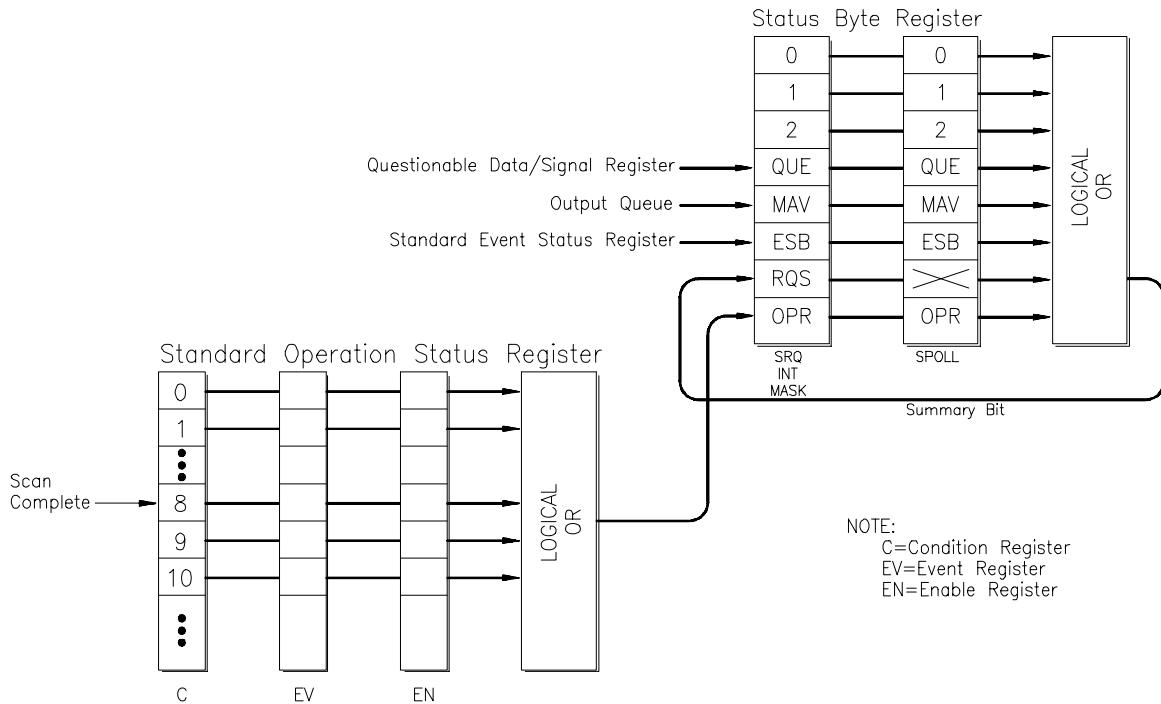 Status Byte Register
0 0
1 1
2 2
Questionable Data/Signal Register QUE QUE
Output Queue MAV MAV
Standard Event Status Register ESB ESB
RQS
OPR OPR
LOGICAL
OR
SRQ
INT
MASK
SPOLL
Summary Bit
Standard Operation Status Register
0
1
Scan
Complete
8
9
10
LOGICAL
OR
C EV EN
NOTE:
C=Condition Register
EV=Event Register
EN=Enable Register